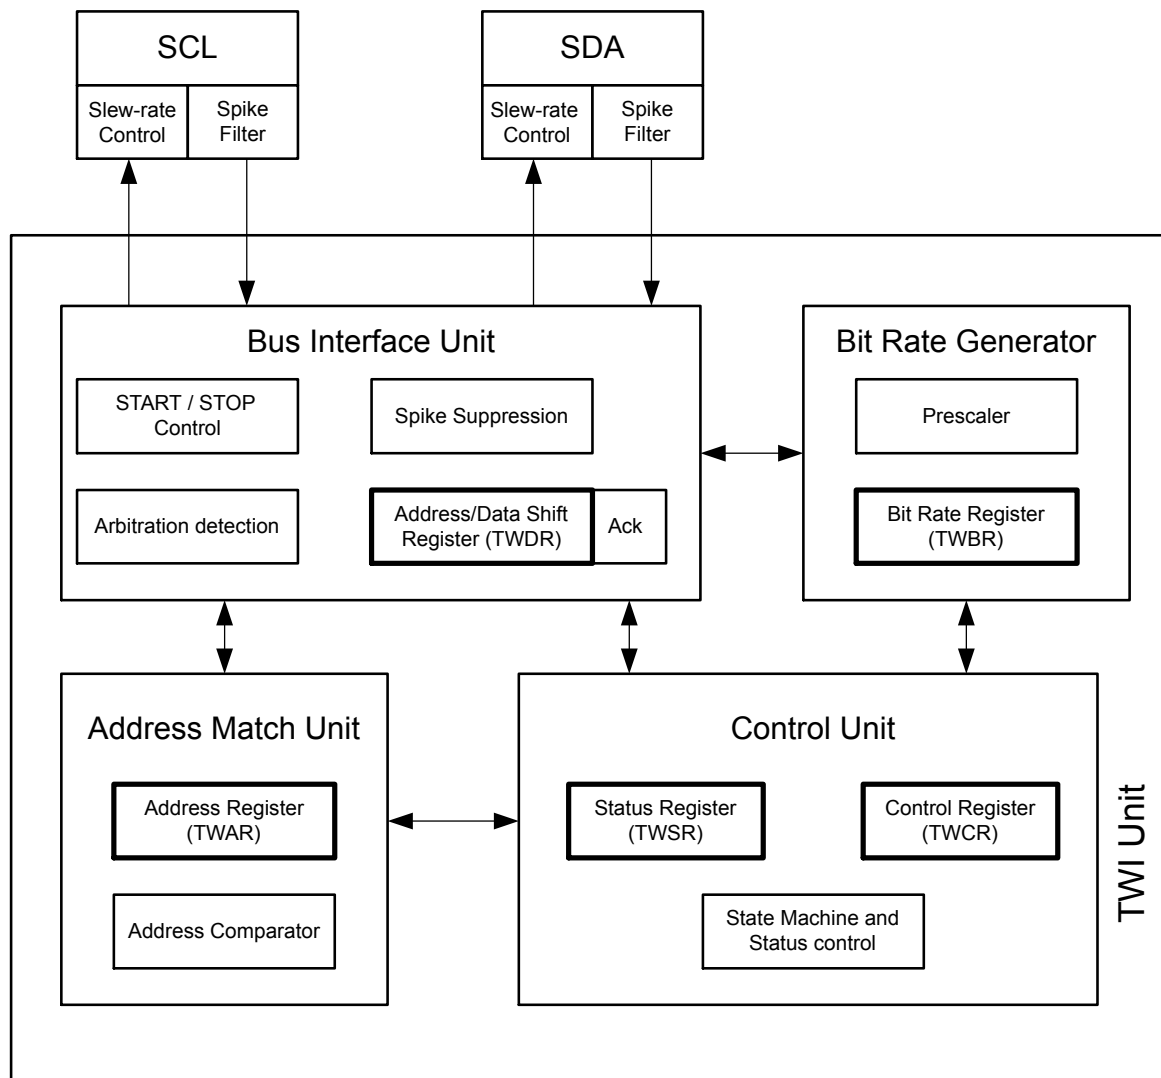 SCL
Slew-rate
Control
Spike
Filter
SDA
Slew-rate
Control
Spike
Filter
Bus Interface Unit
START / STOP
Control
Spike Suppression
Arbitration detection
Address/Data Shift
Register (TWDR)
Ack
Bit Rate Generator
Prescaler
Bit Rate Register
(TWBR)
Address Match Unit
Address Register
(TWAR)
Address Comparator
Control Unit
Status Register
(TWSR)
Control Register
(TWCR)
State Machine and
Status control
TWI Unit